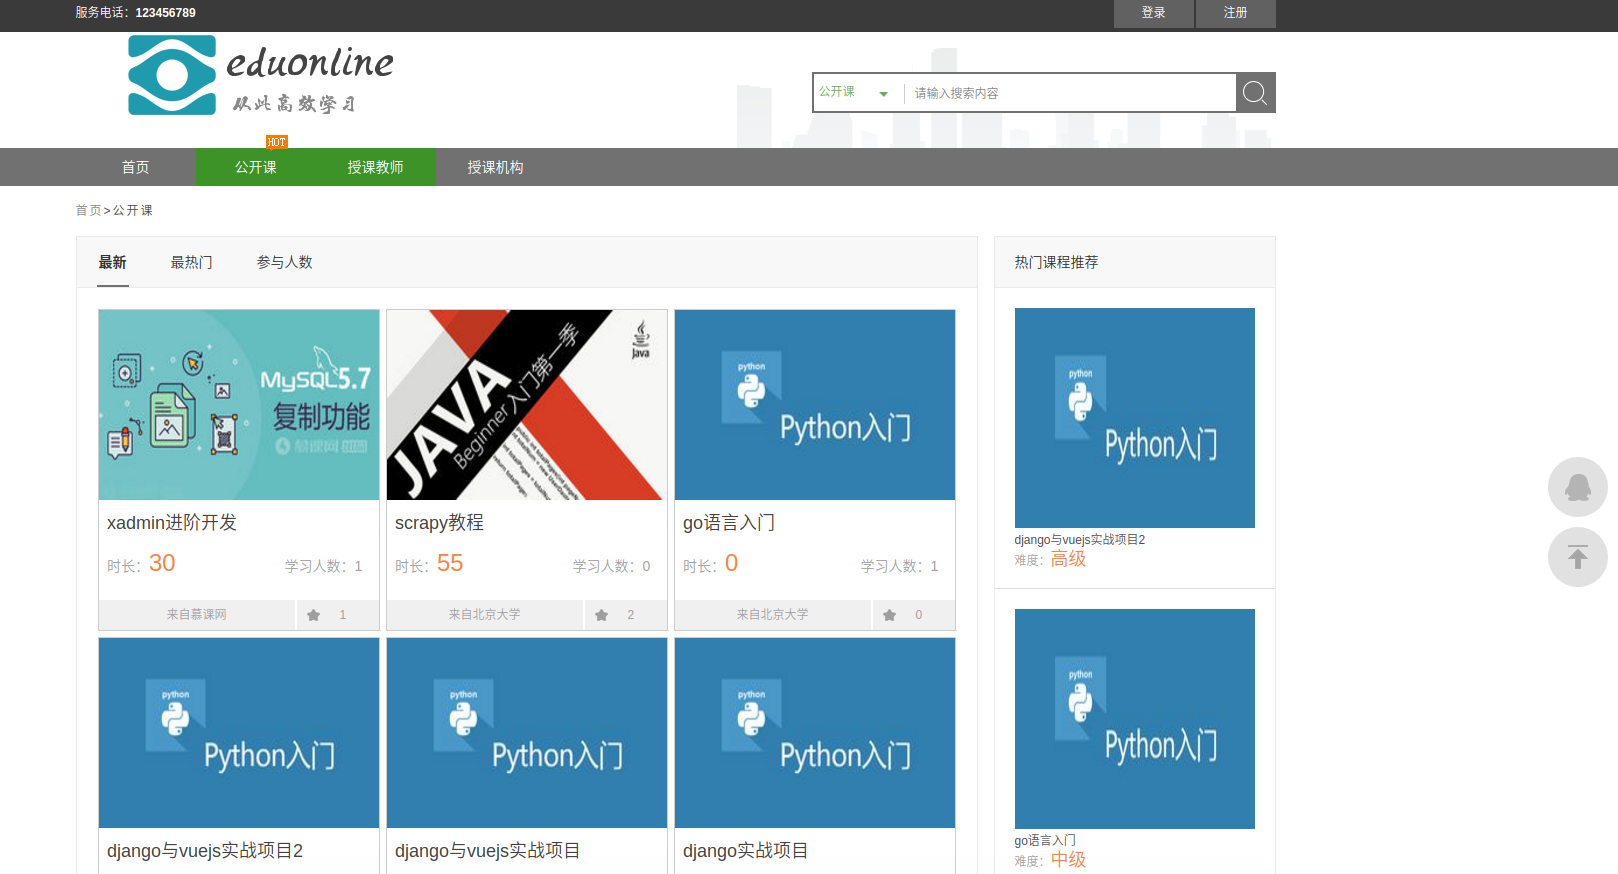 服务电话：123456789
登录
注册
eduonline
从此高效学习
公开课
请输入搜索内容
HOT
首页
公开课
授课教师
授课机构
首页>公开课
最新
最热门
参与人数
热门课程推荐
MySQL5.7
复制功能
慕课网
xadmin进阶开发
时长：30
学习人数：1
来自慕课网
1
JAVA
Beginner入门第一季
Java
scrapy教程
时长：55
学习人数：0
来自北京大学
2
python
Python入门
go语言入门
时长：0
学习人数：1
来自北京大学
0
python
Python入门
django与vuejs实战项目2
难度：高级
python
Python入门
django与vuejs实战项目2
python
Python入门
django与vuejs实战项目
python
Python入门
django实战项目
python
Python入门
go语言入门
难度：中级